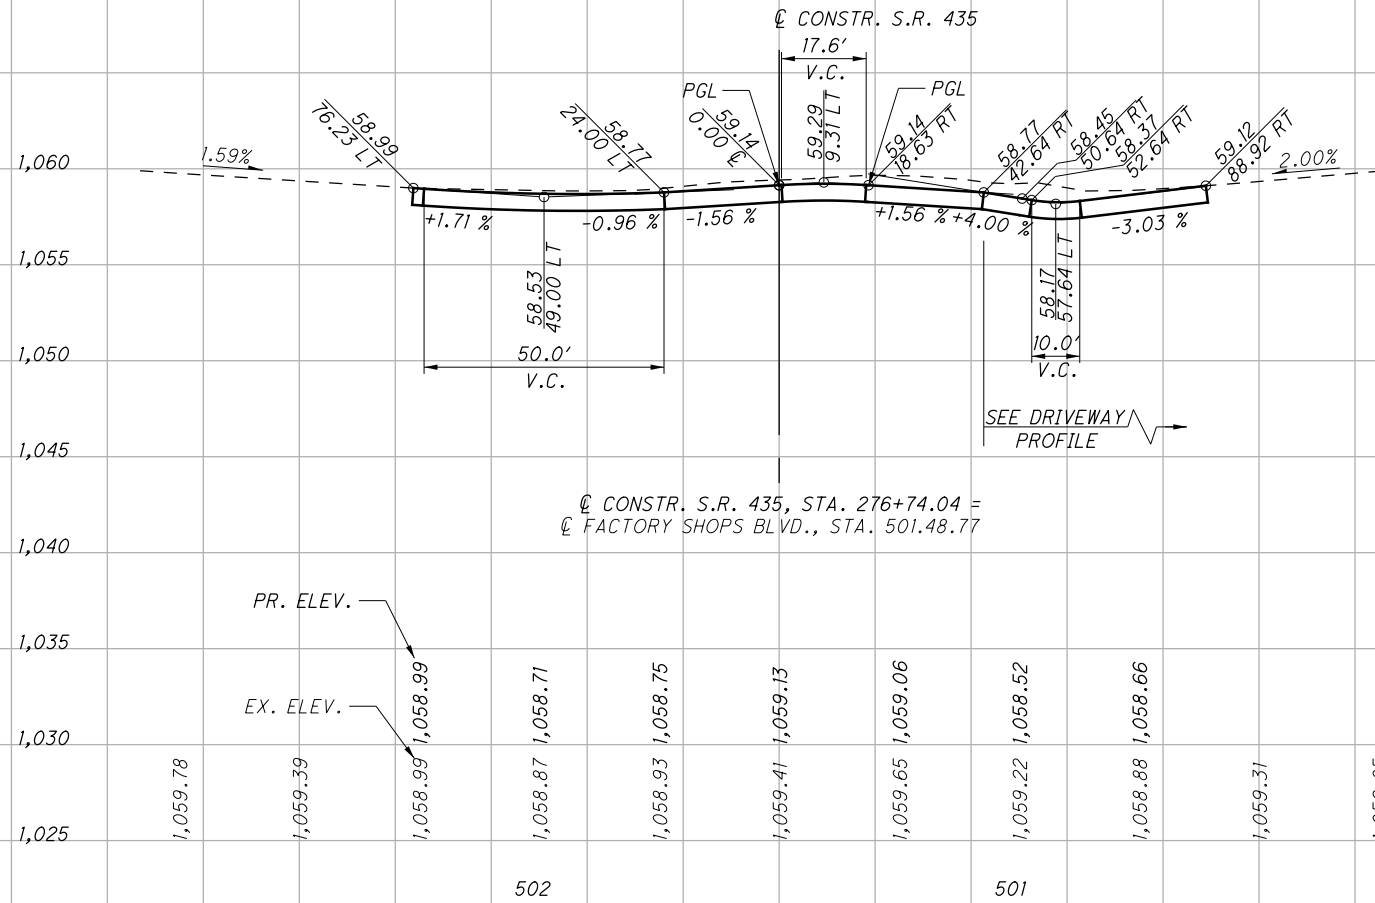 ℄ CONSTR. S.R. 435
17.6'
V.C.
PGL
PGL
58.99
76.23 LT
58.77
24.00 LT
59.14
0.00 ℄
59.29
9.31 LT
59.14
18.63 RT
58.77
42.64 RT
58.45
50.64 RT
58.37
52.64 RT
59.12
88.92 RT
1,060
1.59%
2.00%
+1.71 %
-0.96 %
-1.56 %
+1.56 %
+4.00 %
-3.03 %
1,055
58.53
49.00 LT
58.17
57.64 LT
1,050
50.0'
V.C.
10.0'
V.C.
SEE DRIVEWAY
PROFILE
1,045
℄ CONSTR. S.R. 435, STA. 276+74.04 =
℄ FACTORY SHOPS BLVD., STA. 501.48.77
1,040
PR. ELEV.
1,035
1,058.99
1,058.71
1,058.75
1,059.13
1,059.06
1,058.52
1,058.66
EX. ELEV.
1,030
1,059.78
1,059.39
1,058.99
1,058.87
1,058.93
1,059.41
1,059.65
1,059.22
1,058.88
1,059.31
1,025
502
501